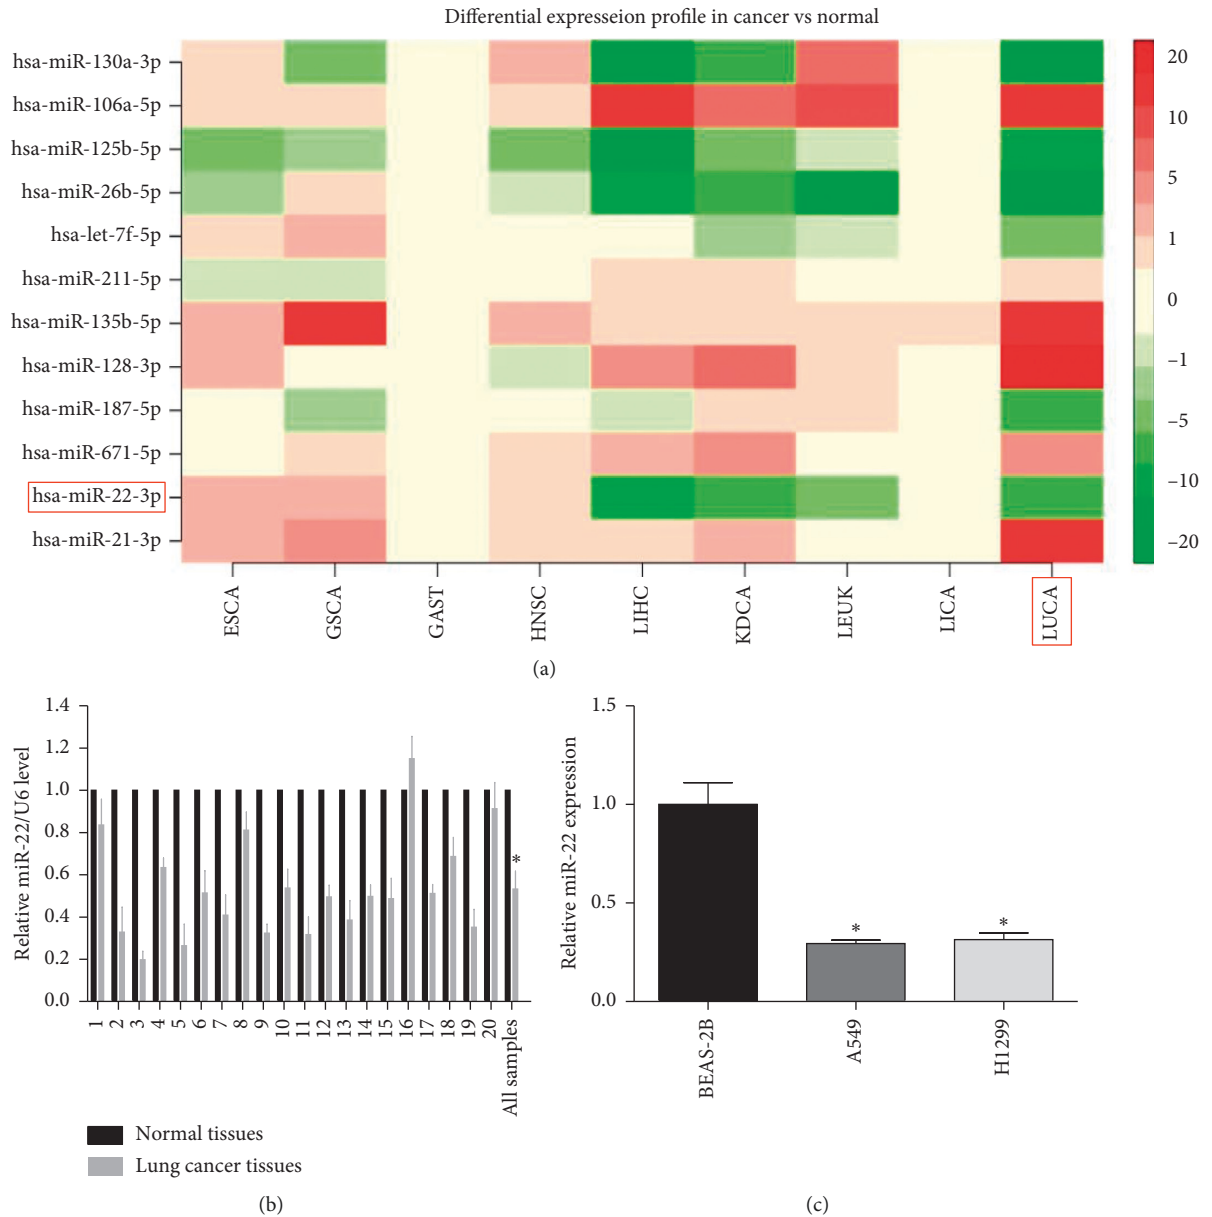 Differential expresseion profile in cancer vs normal
hsa-miR-130a-3p
hsa-miR-106a-5p
hsa-miR-125b-5p
hsa-miR-26b-5p
hsa-let-7f-5p
hsa-miR-211-5p
hsa-miR-135b-5p
hsa-miR-128-3p
hsa-miR-187-5p
hsa-miR-671-5p
hsa-miR-22-3p
hsa-miR-21-3p
20
10
5
1
0
–1
–5
–10
–20
ESCA
GSCA
GAST
HNSC
LIHC
KDCA
LEUK
LICA
LUCA
(a)
Relative miR-22/U6 level
1.4
1.2
1.0
0.8
0.6
0.4
0.2
0.0
*
1
2
3
4
5
6
7
8
9
10
11
12
13
14
15
16
17
18
19
20
All samples
Normal tissues
Lung cancer tissues
(b)
Relative miR-22 expression
1.5
1.0
0.5
0.0
*
*
BEAS-2B
A549
H1299
(c)